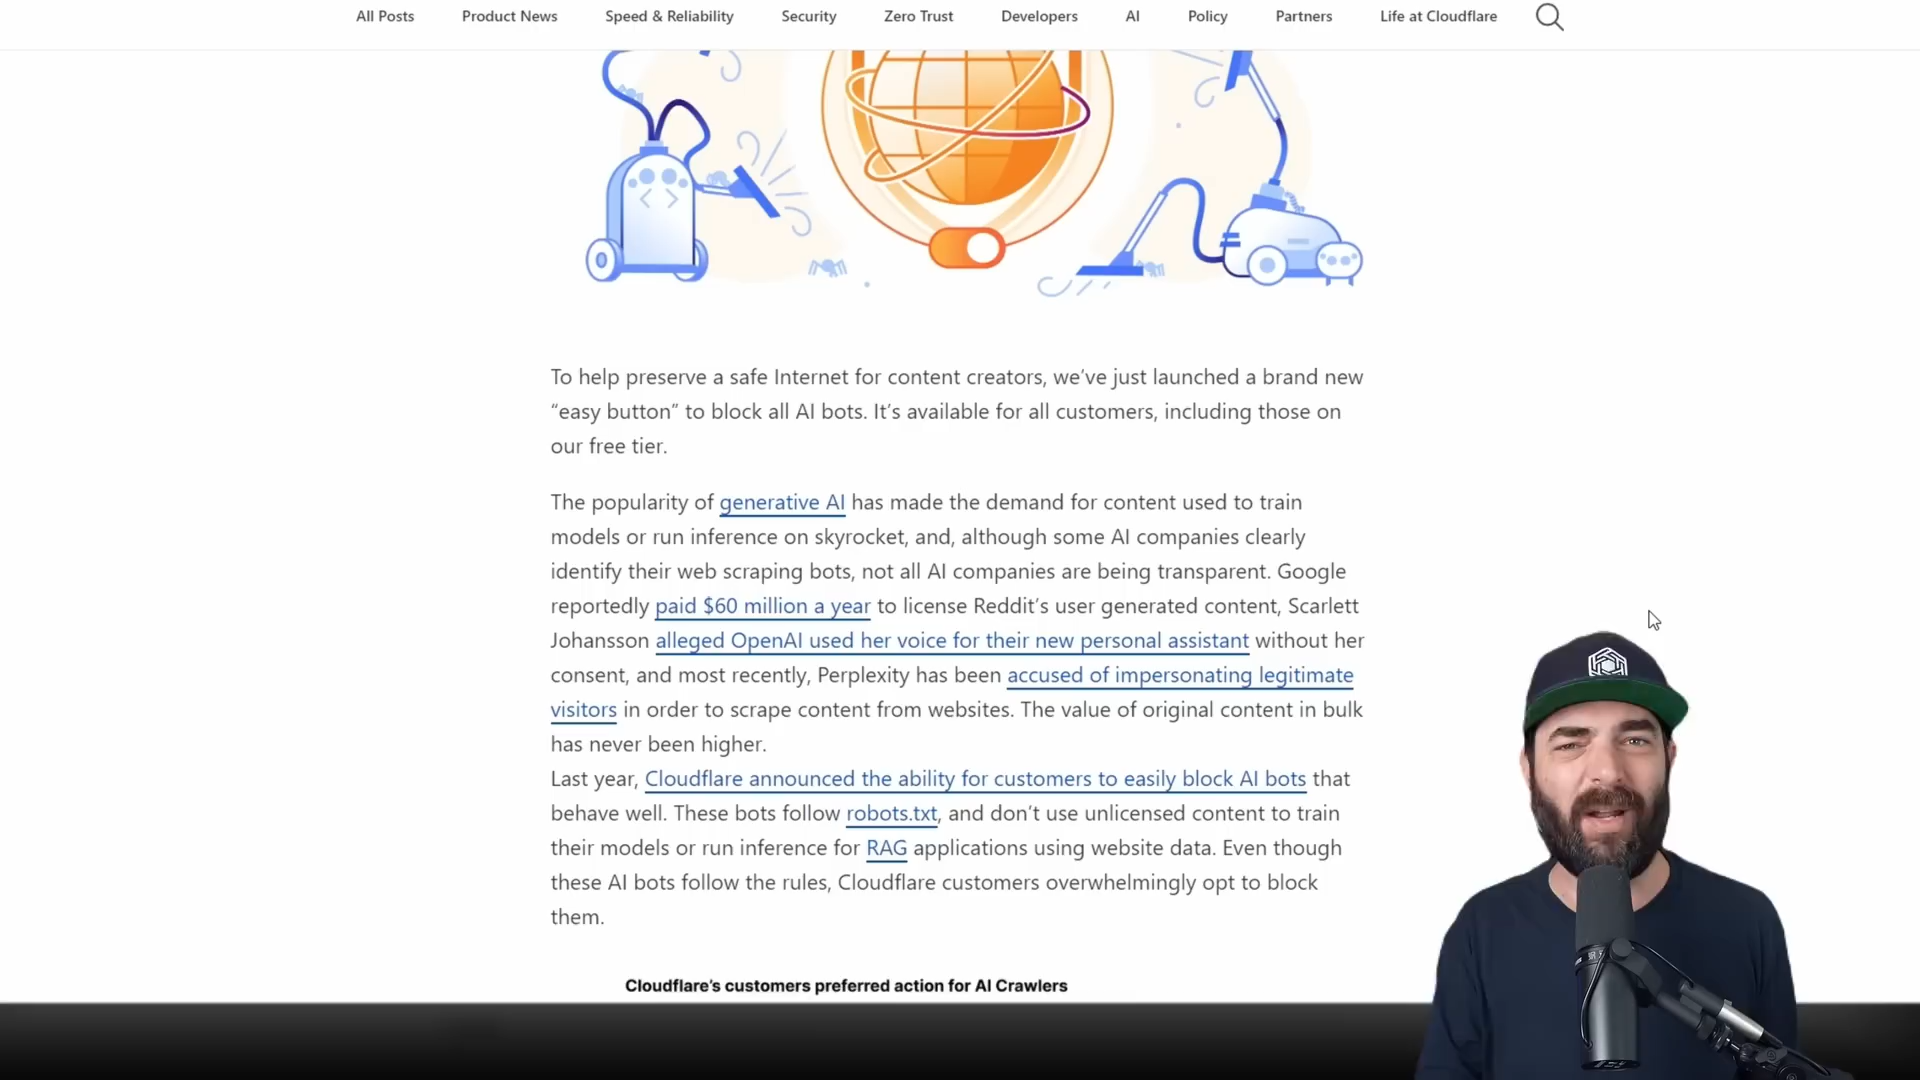 All Posts Product News Speed & Reliability Security Zero Trust Developers AI Policy Partners Life at Cloudflare
To help preserve a safe Internet for content creators, we’ve just launched a brand new
“easy button” to block all AI bots. It’s available for all customers, including those on
our free tier.
The popularity of generative AI has made the demand for content used to train
models or run inference on skyrocket, and, although some AI companies clearly
identify their web scraping bots, not all AI companies are being transparent. Google
reportedly paid $60 million a year to license Reddit’s user generated content, Scarlett
Johansson alleged OpenAI used her voice for their new personal assistant without her
consent, and most recently, Perplexity has been accused of impersonating legitimate
visitors in order to scrape content from websites. The value of original content in bulk
has never been higher.
Last year, Cloudflare announced the ability for customers to easily block AI bots that
behave well. These bots follow robots.txt, and don’t use unlicensed content to train
their models or run inference for RAG applications using website data. Even though
these AI bots follow the rules, Cloudflare customers overwhelmingly opt to block
them.
Cloudflare’s customers preferred action for AI Crawlers